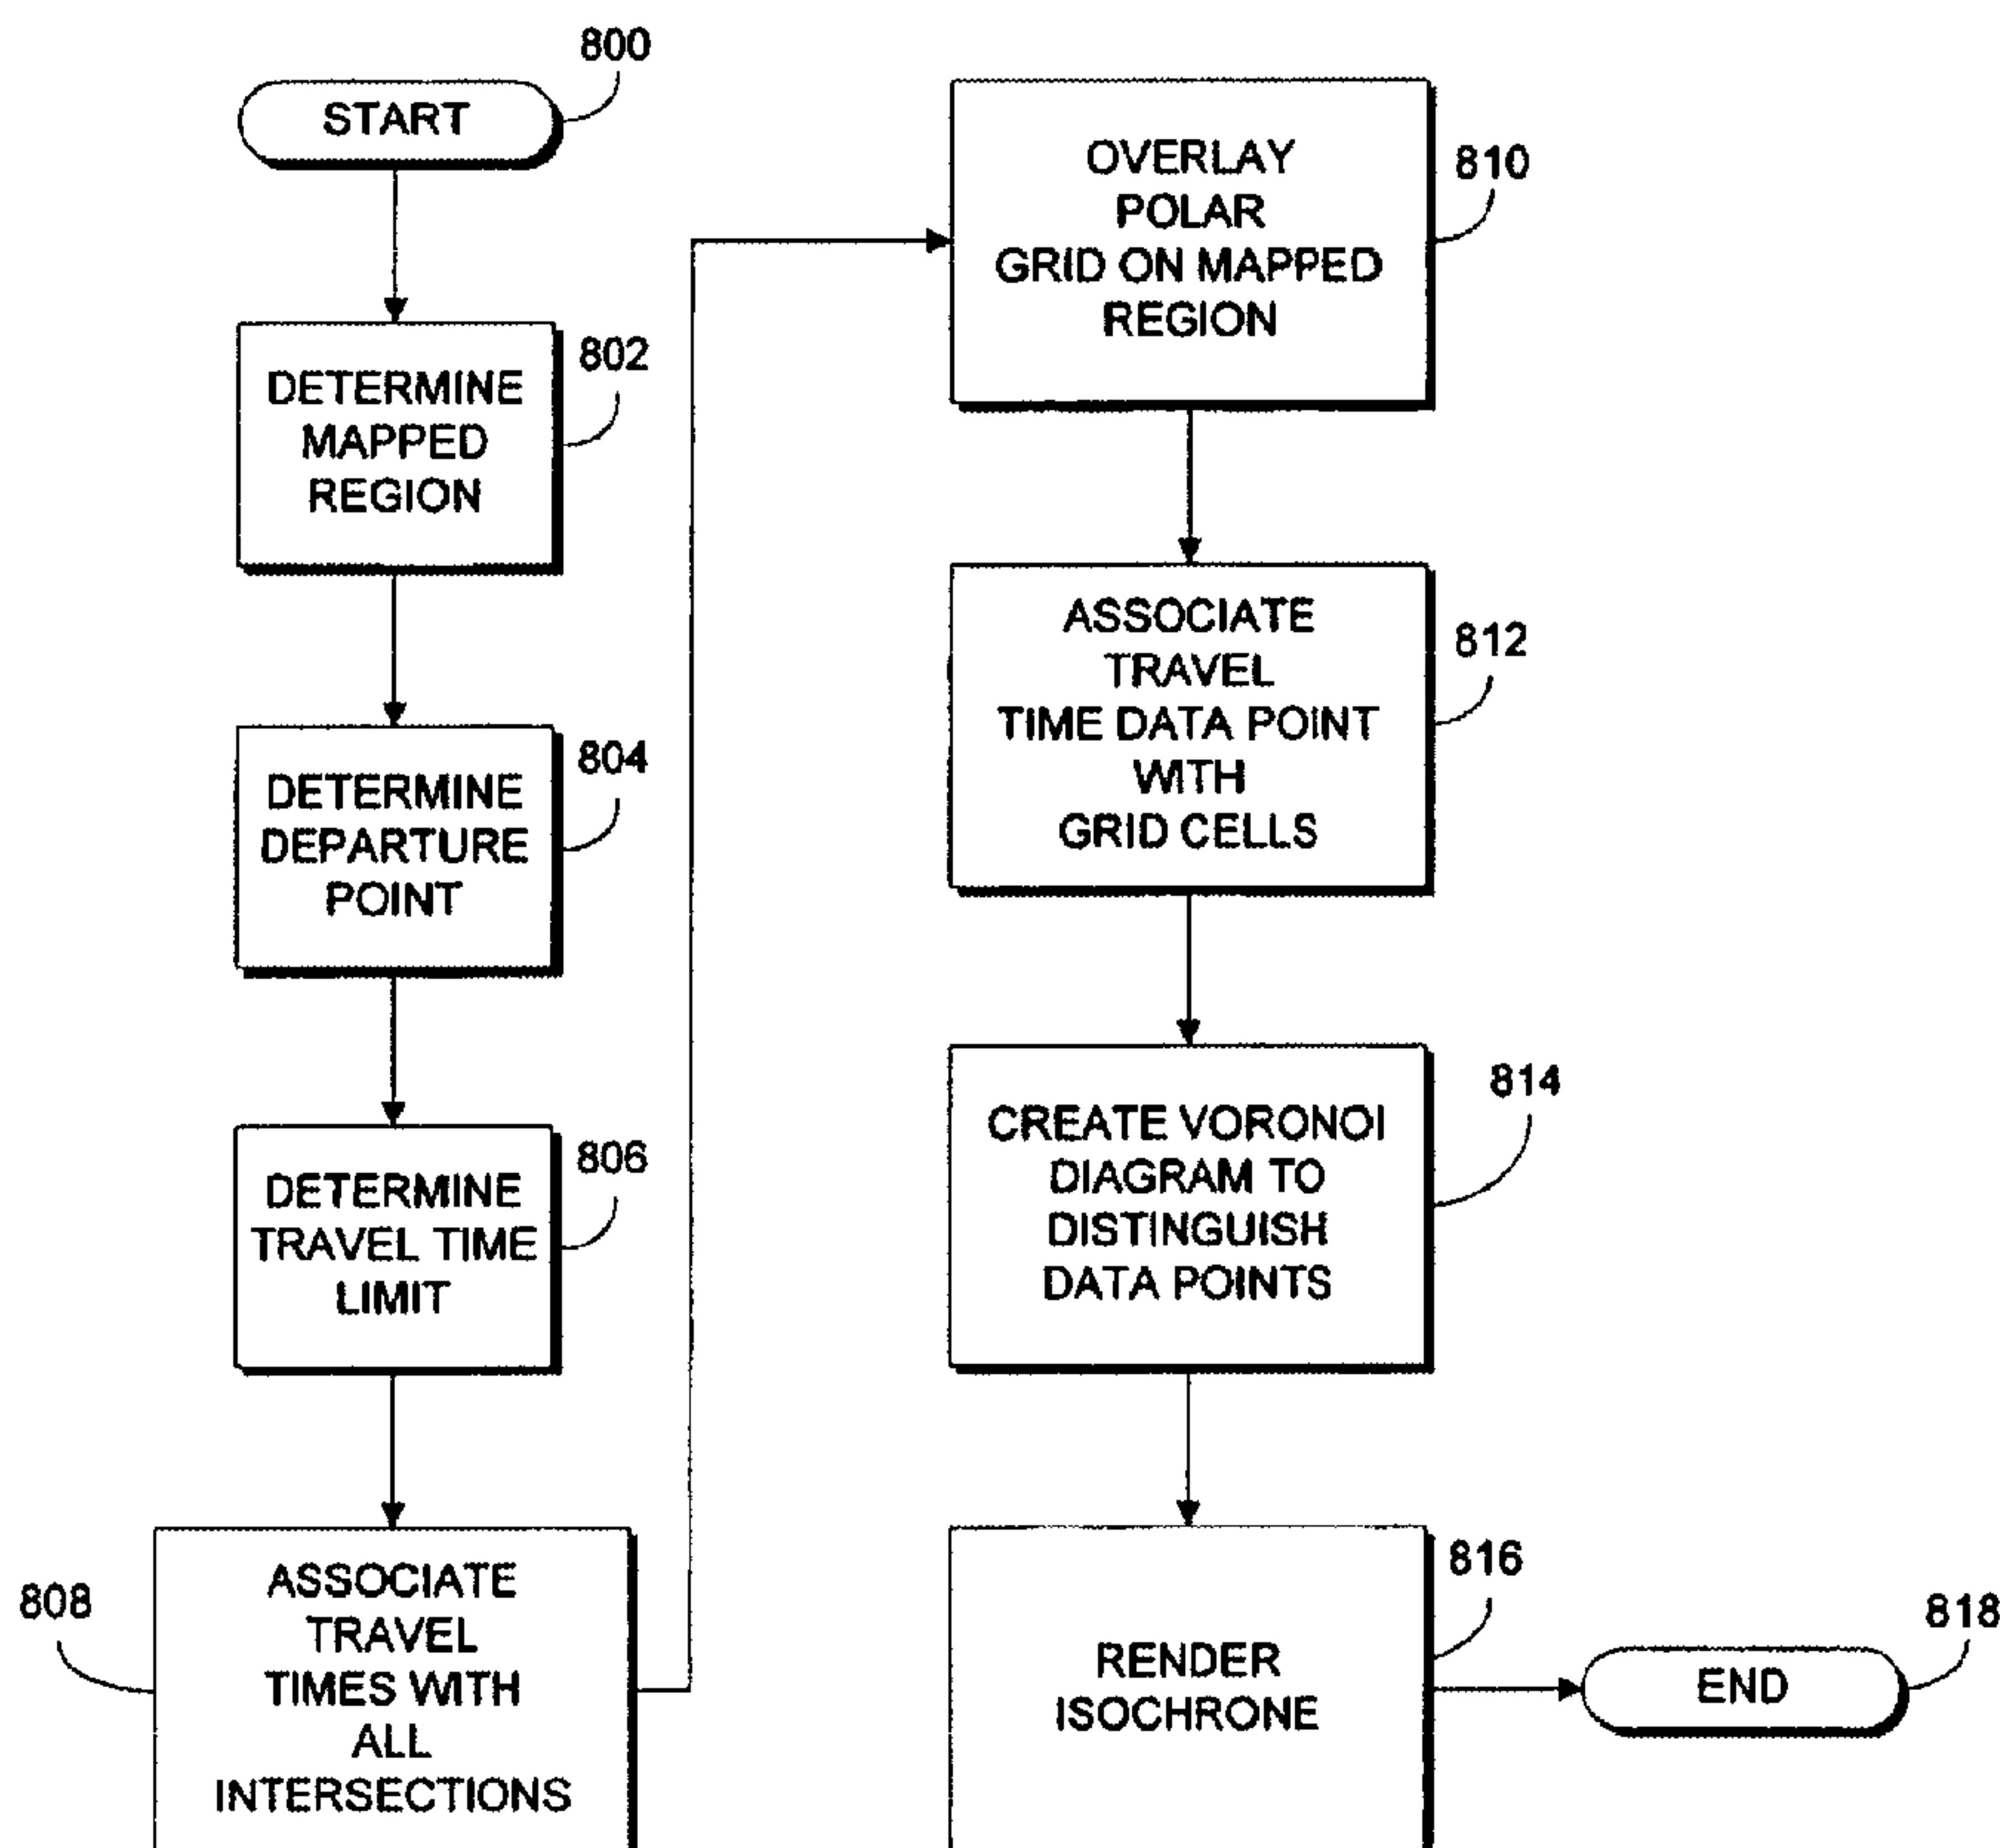 800
START
802
DETERMINE
MAPPED
REGION
804
DETERMINE
DEPARTURE
POINT
806
DETERMINE
TRAVEL TIME
LIMIT
808
ASSOCIATE
TRAVEL
TIMES WITH
ALL
INTERSECTIONS
810
OVERLAY
POLAR
GRID ON MAPPED
REGION
812
ASSOCIATE
TRAVEL
TIME DATA POINT
WITH
GRID CELLS
814
CREATE VORONOI
DIAGRAM TO
DISTINGUISH
DATA POINTS
816
RENDER
ISOCHRONE
818
END